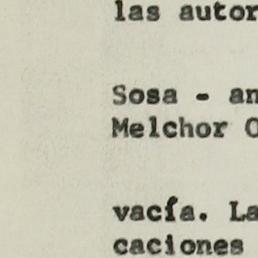 las autor
Sosa - an
Melchor O
vacía. La
caciones